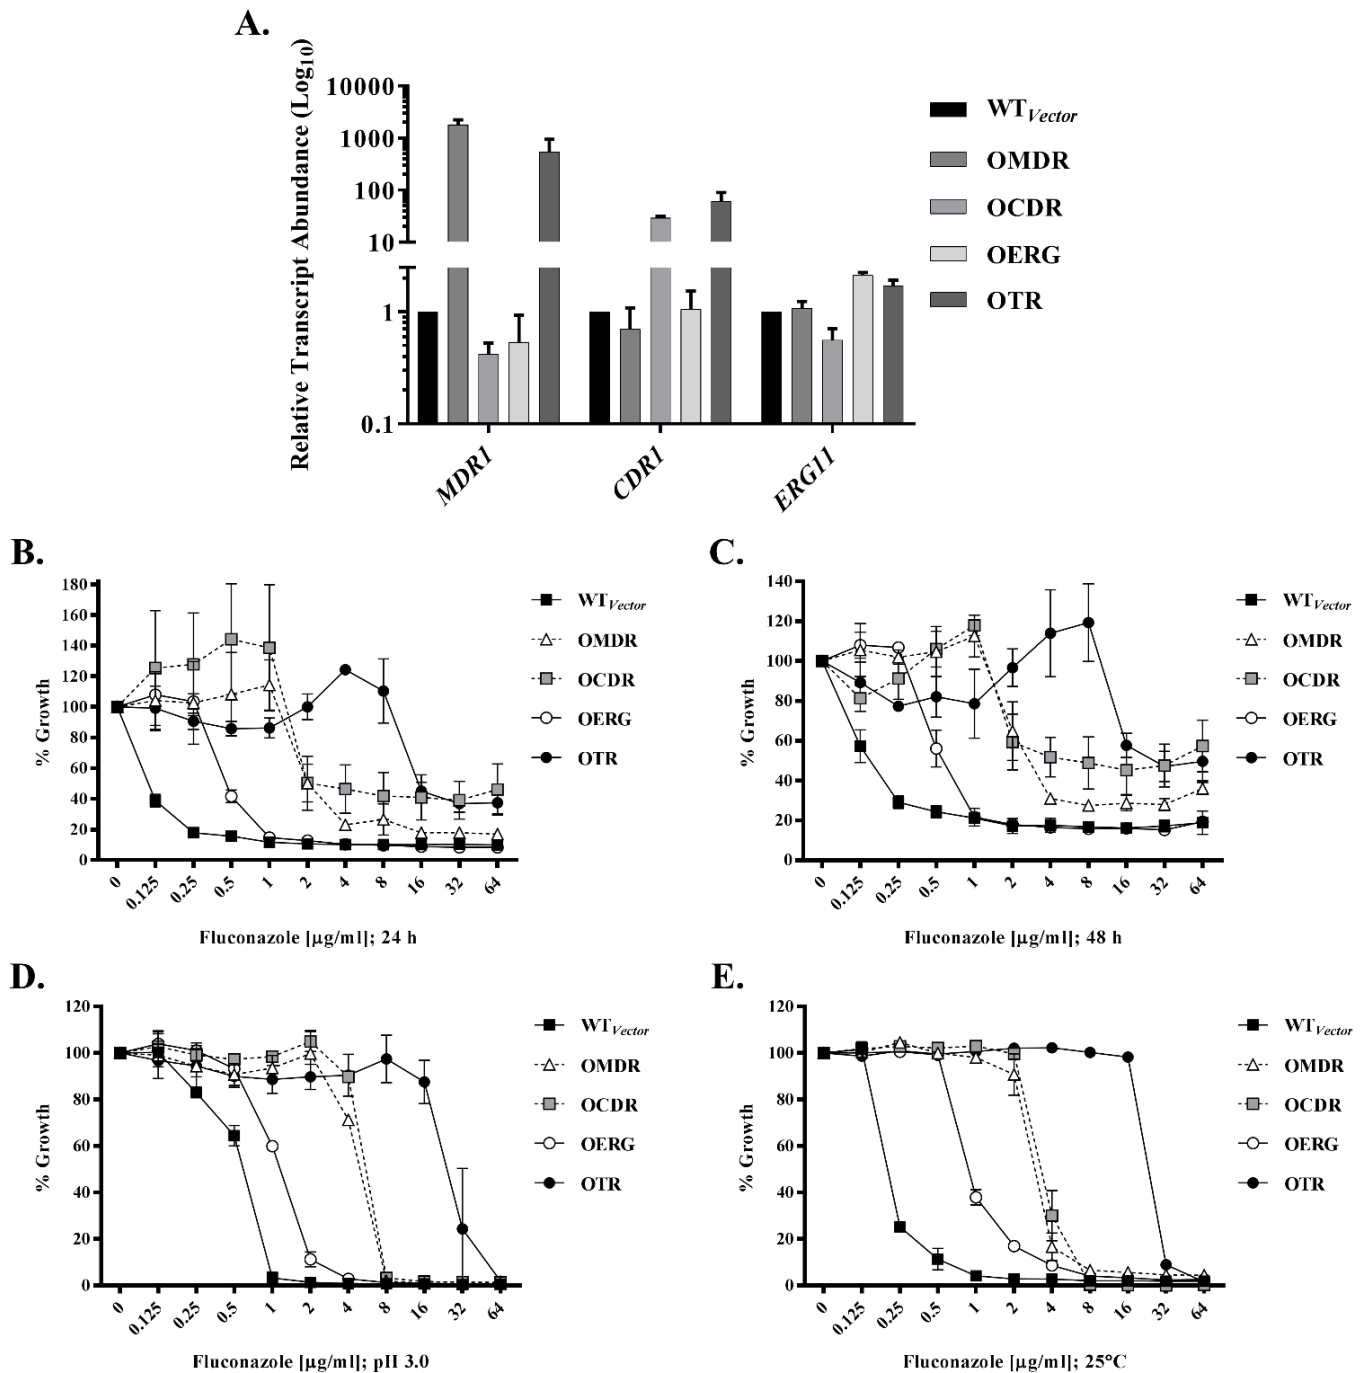 A.
Relative Transcript Abundance (Log10)
10000
1000
100
10
1
0.1
MDR1
CDR1
ERG11
WTVector
OMDR
OCDR
OERG
OTR
B.
% Growth
180
160
140
120
100
80
60
40
20
0
0
0.125
0.25
0.5
1
2
4
8
16
32
64
Fluconazole [µg/ml]; 24 h
WTVector
OMDR
OCDR
OERG
OTR
C.
% Growth
140
120
100
80
60
40
20
0
0
0.125
0.25
0.5
1
2
4
8
16
32
64
Fluconazole [µg/ml]; 48 h
WTVector
OMDR
OCDR
OERG
OTR
D.
% Growth
120
100
80
60
40
20
0
0
0.125
0.25
0.5
1
2
4
8
16
32
64
Fluconazole [µg/ml]; pH 3.0
WTVector
OMDR
OCDR
OERG
OTR
E.
% Growth
120
100
80
60
40
20
0
0
0.125
0.25
0.5
1
2
4
8
16
32
64
Fluconazole [µg/ml]; 25°C
WTVector
OMDR
OCDR
OERG
OTR